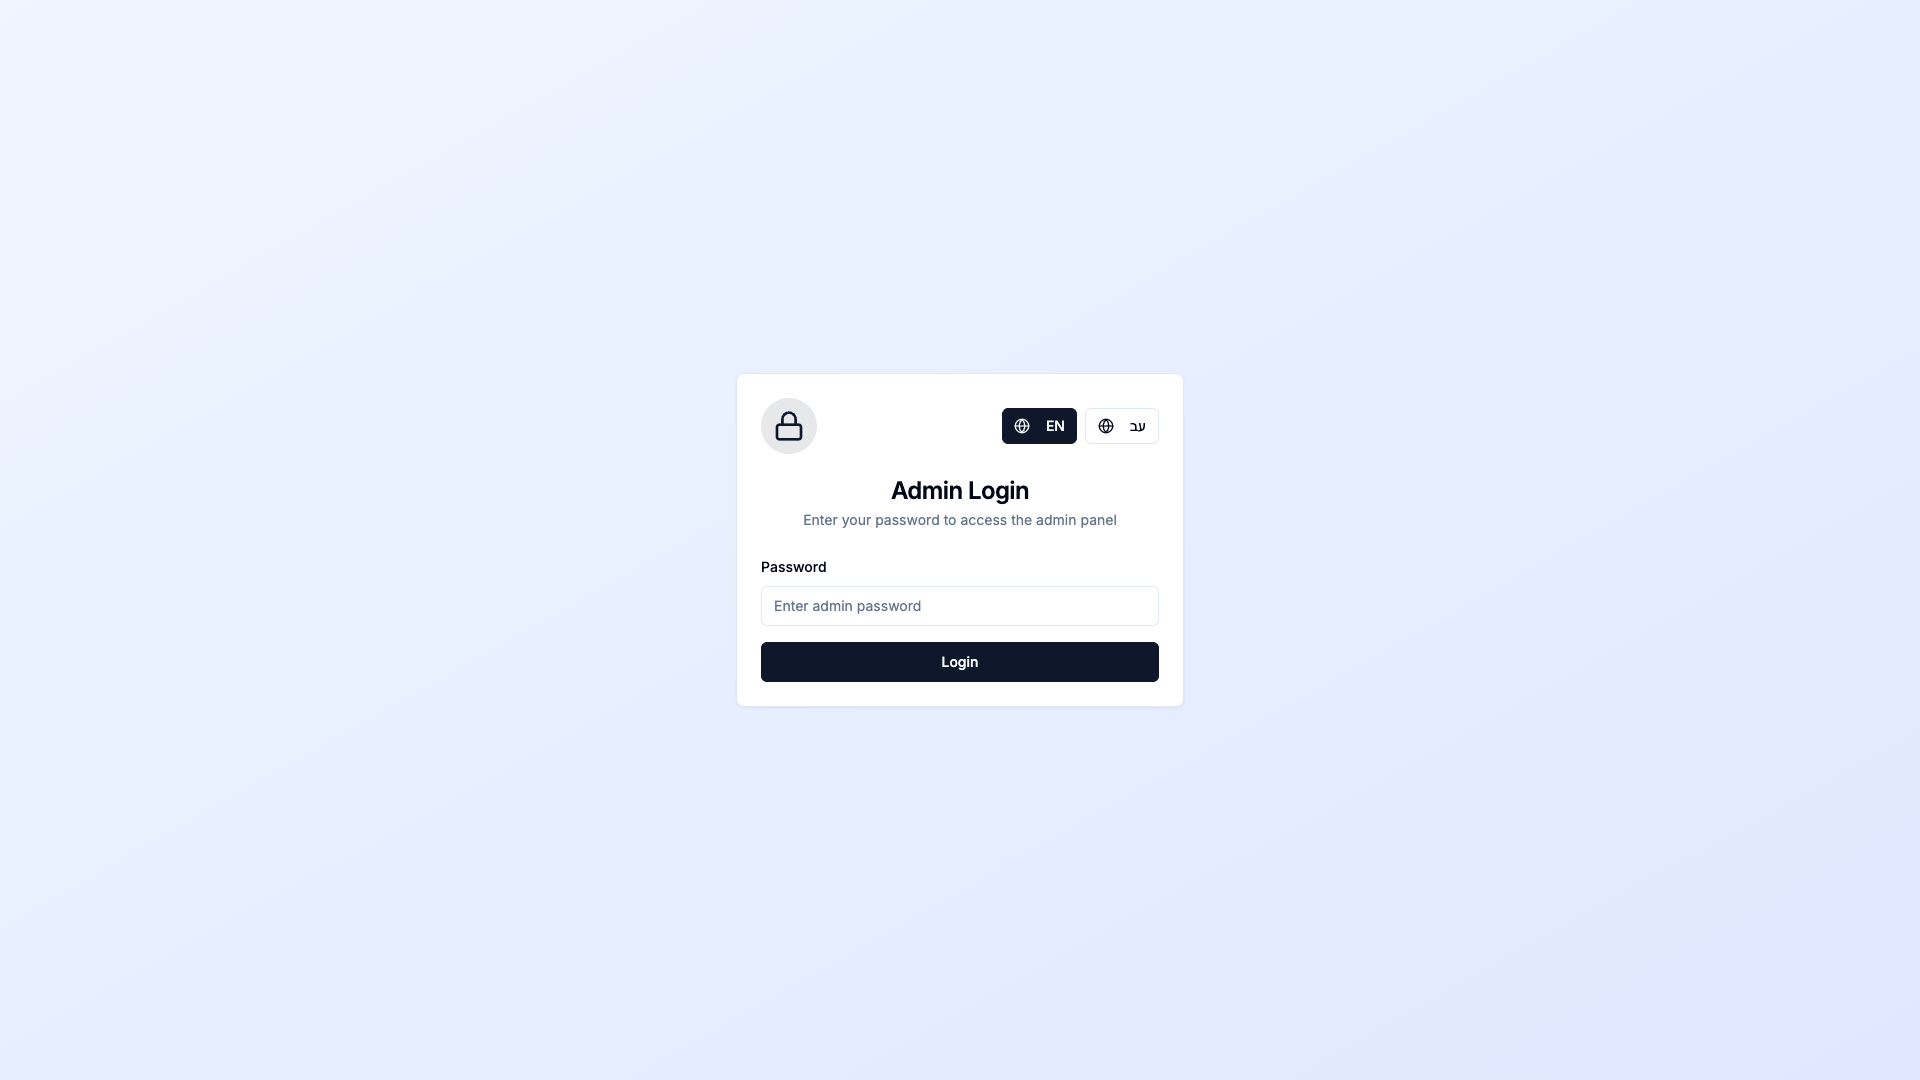 EN
עב
Admin Login
Enter your password to access the admin panel
Password
Enter admin password
Login